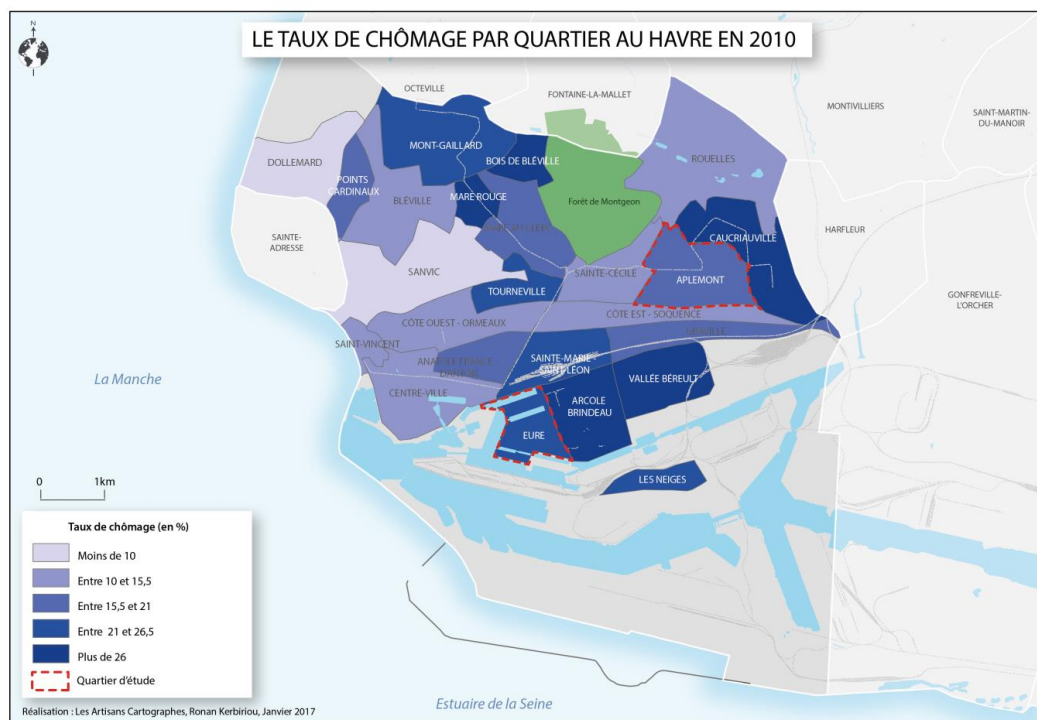 N
LE TAUX DE CHÔMAGE PAR QUARTIER AU HAVRE EN 2010
OCTEVILLE
FONTAINE-LA-MALLET
MONTIVILLIERS
SAINT-MARTIN-
DU-MANOIR
MONT-GAILLARD
DOLLEMARD
BOIS DE BLÉVILLE
ROUELLES
POINTS
CARDINAUX
BLÉVILLE
MARE ROUGE
Forêt de Montgeon
SAINTE-
ADRESSE
CAUCRIAUVILLE
HARFLEUR
SANVIC
SAINTE-CÉCILE
APLEMONT
TOURNEVILLE
GONFREVILLE-
L'ORCHER
CÔTE OUEST - ORMEAUX
CÔTE EST - SOQUENCE
SAINT-VINCENT
ANATOLE FRANCE -
DANTON
SAINTE-MARIE -
SAINT-LÉON
VALLÉE BÉREULT
La Manche
CENTRE-VILLE
ARCOLE
BRINDEAU
EURE
LES NEIGES
0 1km
Taux de chômage (en %)
Moins de 10
Entre 10 et 15,5
Entre 15,5 et 21
Entre 21 et 26,5
Plus de 26
Quartier d'étude
Réalisation : Les Artisans Cartographes, Ronan Kerbiriou, Janvier 2017
Estuaire de la Seine